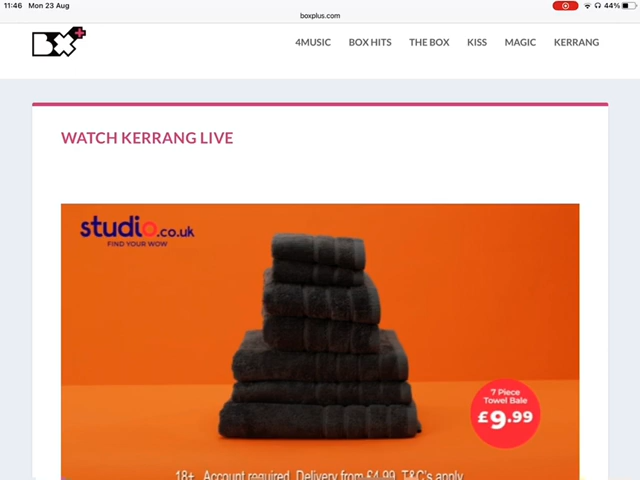 11:46 Mon 23 Aug
boxplus.com
44%
BX+
4MUSIC BOX HITS THE BOX KISS MAGIC KERRANG
WATCH KERRANG LIVE
studio.co.uk
FIND YOUR WOW
7 Piece
Towel Bale
£9.99
18+. Account required. Delivery from £4.99. T&C's apply